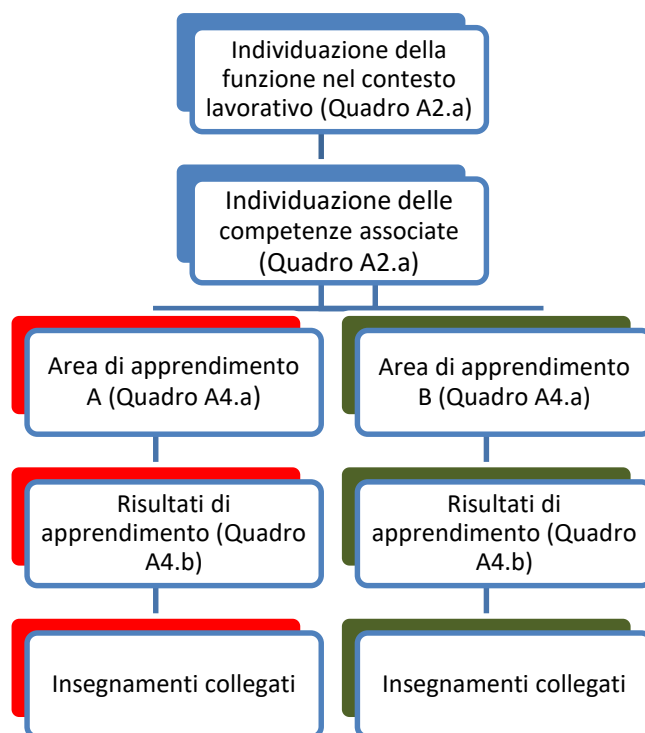 Individuazione della
funzione nel contesto
lavorativo (Quadro A2.a)
Individuazione delle
competenze associate
(Quadro A2.a)
Area di apprendimento
A (Quadro A4.a)
Area di apprendimento
B (Quadro A4.a)
Risultati di
apprendimento (Quadro
A4.b)
Risultati di
apprendimento (Quadro
A4.b)
Insegnamenti collegati
Insegnamenti collegati